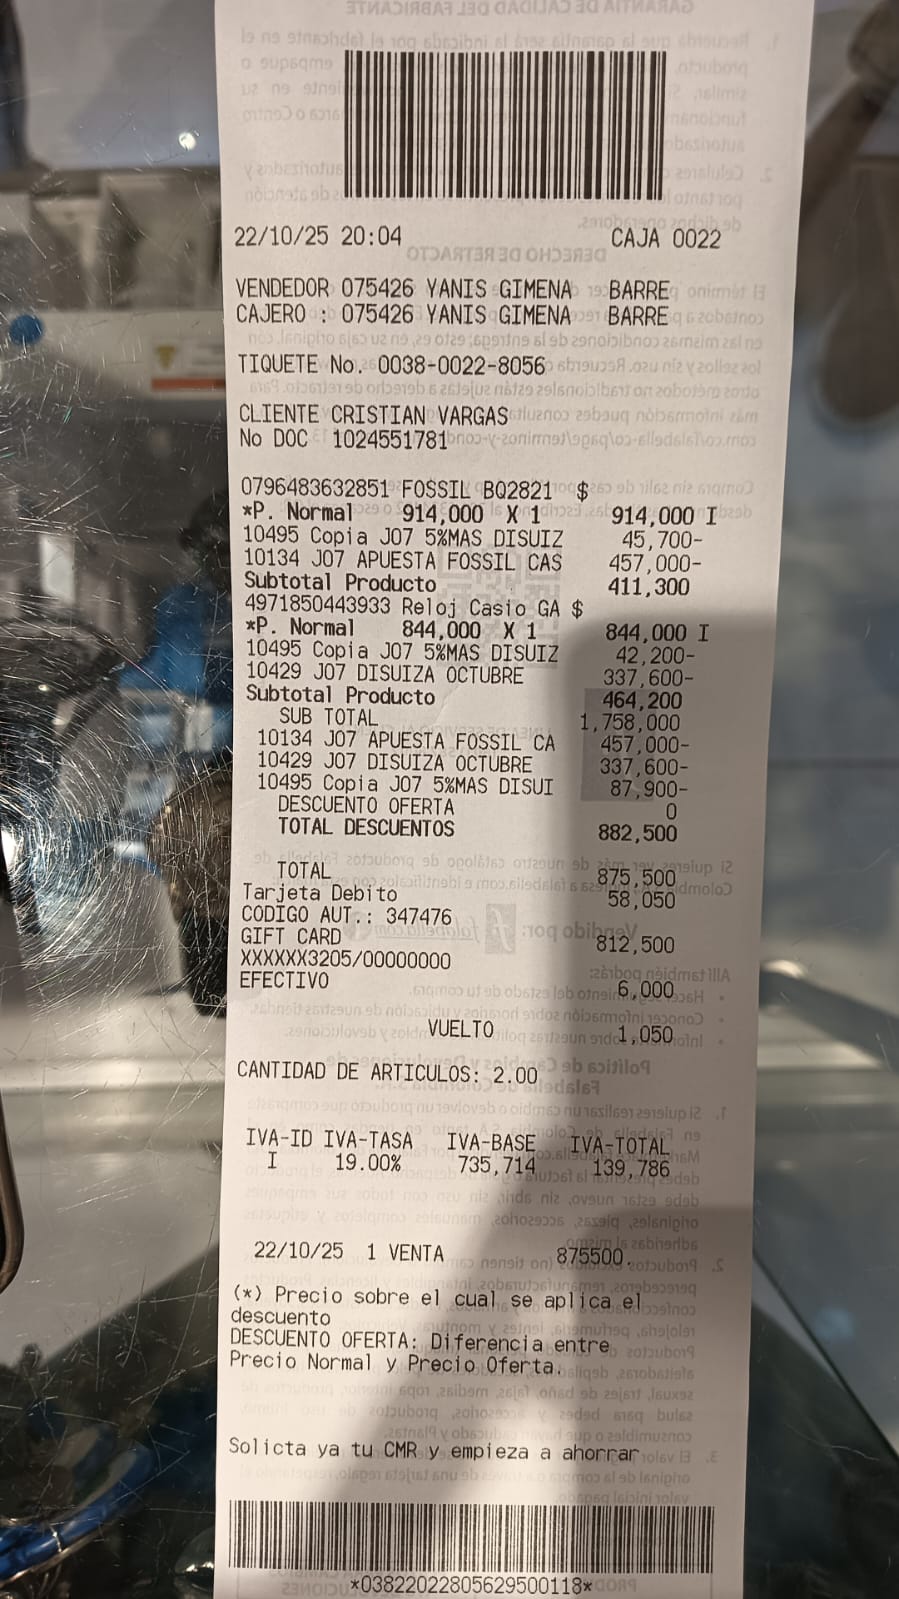 22/10/25 20:04 CAJA 0022
VENDEDOR 075426 YANIS GIMENA BARRE
CAJERO : 075426 YANIS GIMENA BARRE
TIQUETE No. 0038-0022-8056
CLIENTE CRISTIAN VARGAS
No DOC 1024551781
0796483632851 FOSSIL BQ2821 $
*P. Normal 914,000 X 1 914,000 I
10495 Copia J07 5%MAS DISUIZ 45,700-
10134 J07 APUESTA FOSSIL CAS 457,000-
Subtotal Producto 411,300
4971850443933 Reloj Casio GA $
*P. Normal 844,000 X 1 844,000 I
10495 Copia J07 5%MAS DISUIZ 42,200-
10429 J07 DISUIZA OCTUBRE 337,600-
Subtotal Producto 464,200
SUB TOTAL 1,758,000
10134 J07 APUESTA FOSSIL CA 457,000-
10429 J07 DISUIZA OCTUBRE 337,600-
10495 Copia J07 5%MAS DISUI 87,900-
DESCUENTO OFERTA 0
TOTAL DESCUENTOS 882,500
TOTAL 875,500
Tarjeta Debito 58,050
CODIGO AUT.: 347476
GIFT CARD 812,500
XXXXXX3205/00000000
EFECTIVO 6,000
VUELTO 1,050
CANTIDAD DE ARTICULOS: 2.00
IVA-ID IVA-TASA IVA-BASE IVA-TOTAL
I 19.00% 735,714 139,786
22/10/25 1 VENTA 875500.
(*) Precio sobre el cual se aplica el
descuento
DESCUENTO OFERTA: Diferencia entre
Precio Normal y Precio Oferta.
Solicta ya tu CMR y empieza a ahorrar
*03822022805629500118*